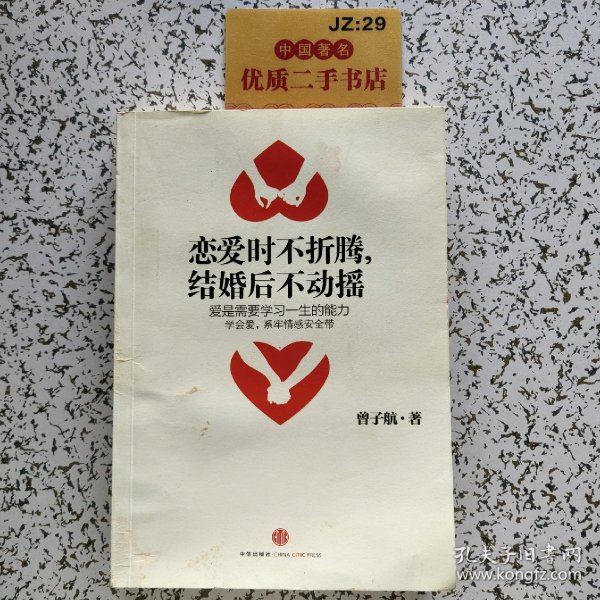 JZ:29
中国著名
优质二手书店
恋爱时不折腾，
结婚后不动摇
爱是需要学习一生的能力
学会爱，系牢情感安全带
曾子航·著
中信出版社·CHINA CITIC PRESS
孔夫子旧书网
www.kongfz.com